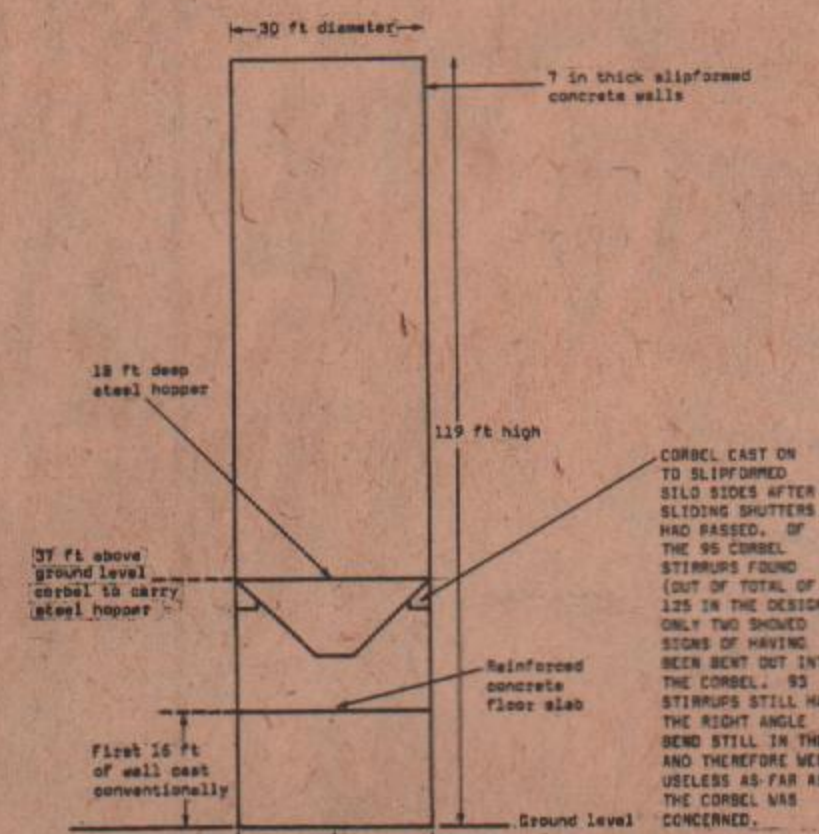 30 ft diameter
7 in thick slipformed
concrete walls
18 ft deep
steel hopper
119 ft high
CORBEL CAST ON
TO SLIPFORMED
SILO SIDES AFTER
SLIDING SHUTTERS
HAD PASSED. OF
THE 95 CORBEL
STIRRUPS FOUND
(OUT OF TOTAL OF
125 IN THE DESIGN
ONLY TWO SHOWED
SIGNS OF HAVING
BEEN BENT OUT INT
THE CORBEL. 93
STIRRUPS STILL HA
THE RIGHT ANGLE
BEND STILL IN THE
AND THEREFORE WE
USELESS AS FAR AS
THE CORBEL WAS
CONCERNED.
37 ft above
ground level
corbel to carry
steel hopper
Reinforced
concrete
floor slab
First 16 ft
of wall cast
conventionally
Ground level